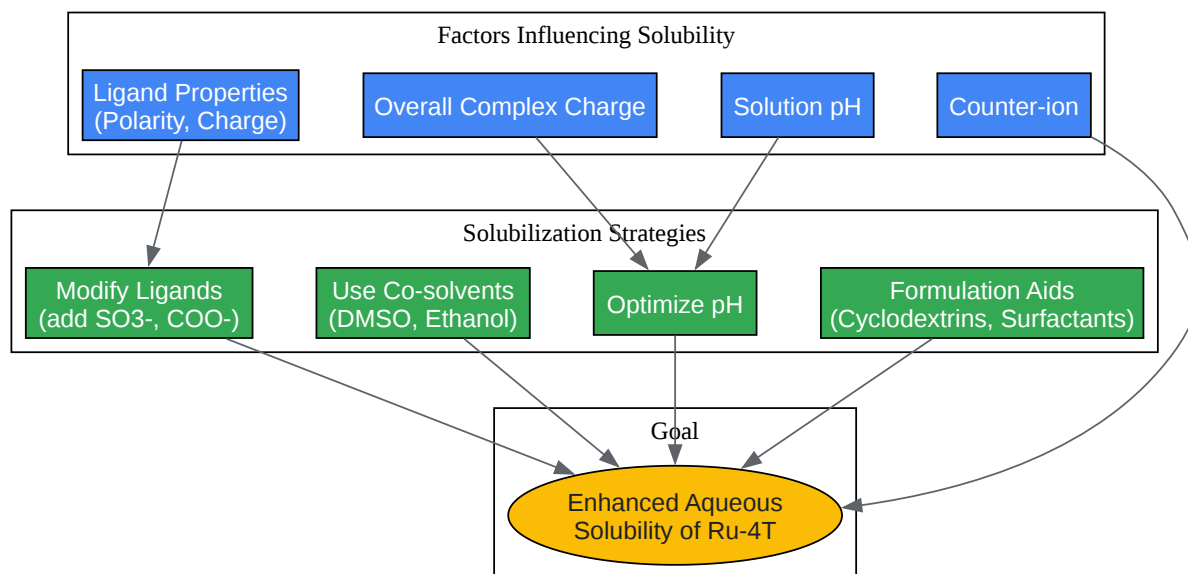 Factors Influencing Solubility
Ligand Properties
(Polarity, Charge)
Overall Complex Charge
Solution pH
Counter-ion
Solubilization Strategies
Modify Ligands
(add SO3-, COO-)
Use Co-solvents
(DMSO, Ethanol)
Optimize pH
Formulation Aids
(Cyclodextrins, Surfactants)
Goal
Enhanced Aqueous
Solubility of Ru-4T